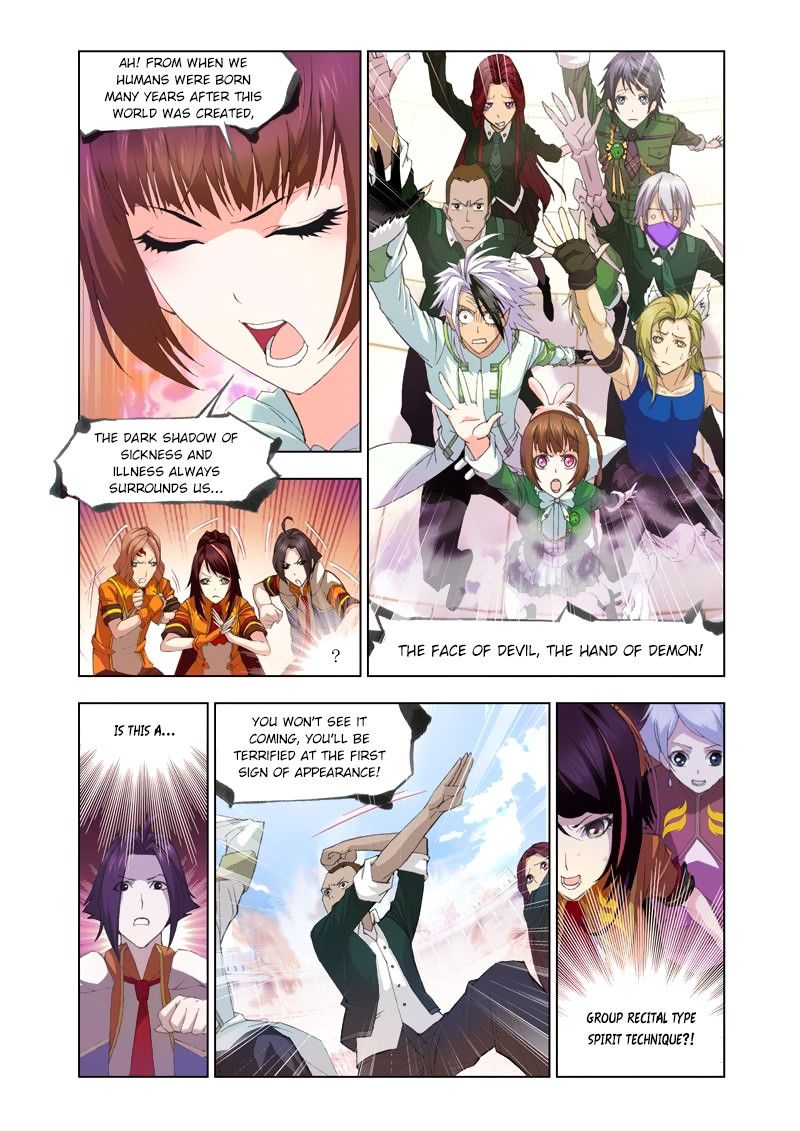 AH! FROM WHEN WE
HUMANS WERE BORN
MANY YEARS AFTER THIS
WORLD WAS CREATED,
THE DARK SHADOW OF
SICKNESS AND
ILLNESS ALWAYS
SURROUNDS US...
THE FACE OF DEVIL, THE HAND OF DEMON!
?
IS THIS A...
YOU WON'T SEE IT
COMING, YOU'LL BE
TERRIFIED AT THE FIRST
SIGN OF APPEARANCE!
GROUP RECITAL TYPE
SPIRIT TECHNIQUE?!